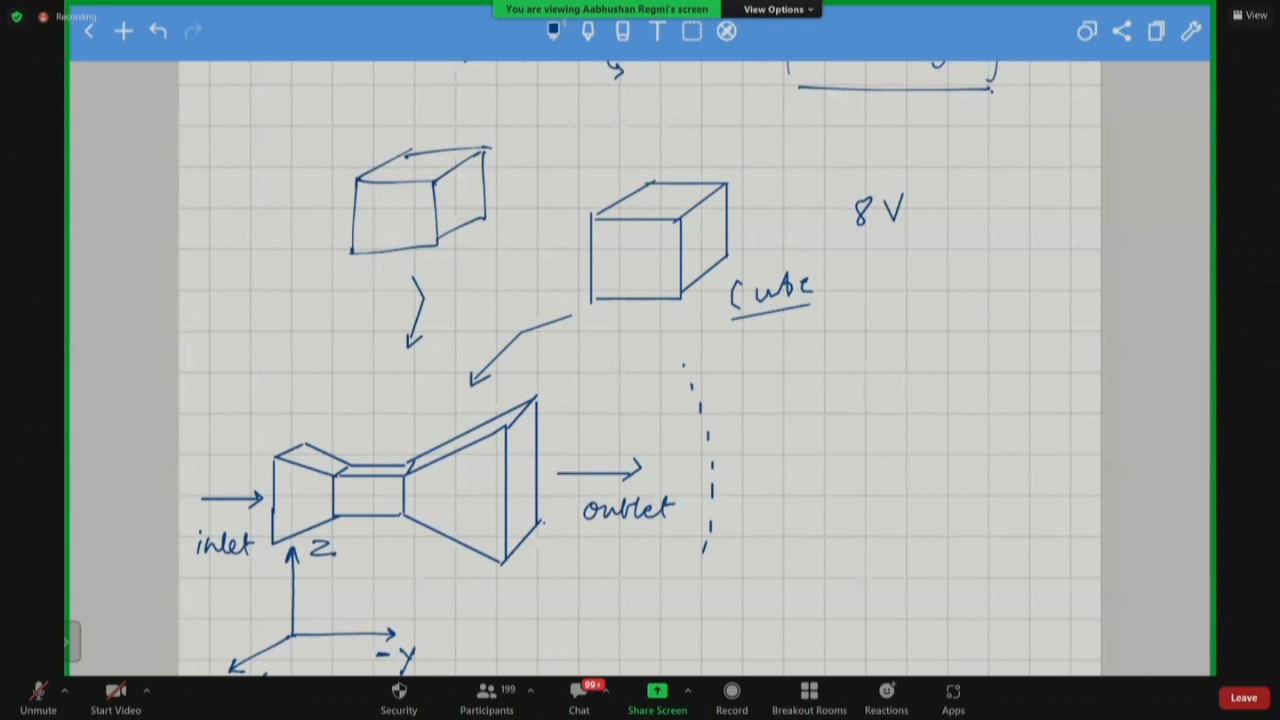 You are viewing Aabhushan Regmi's screen
View Options
Recording
View
8 V
Cube
outlet
inlet
Z
- y
Unmute
Start Video
Security
199
Participants
99+
Chat
Share Screen
Record
Breakout Rooms
Reactions
Apps
Leave